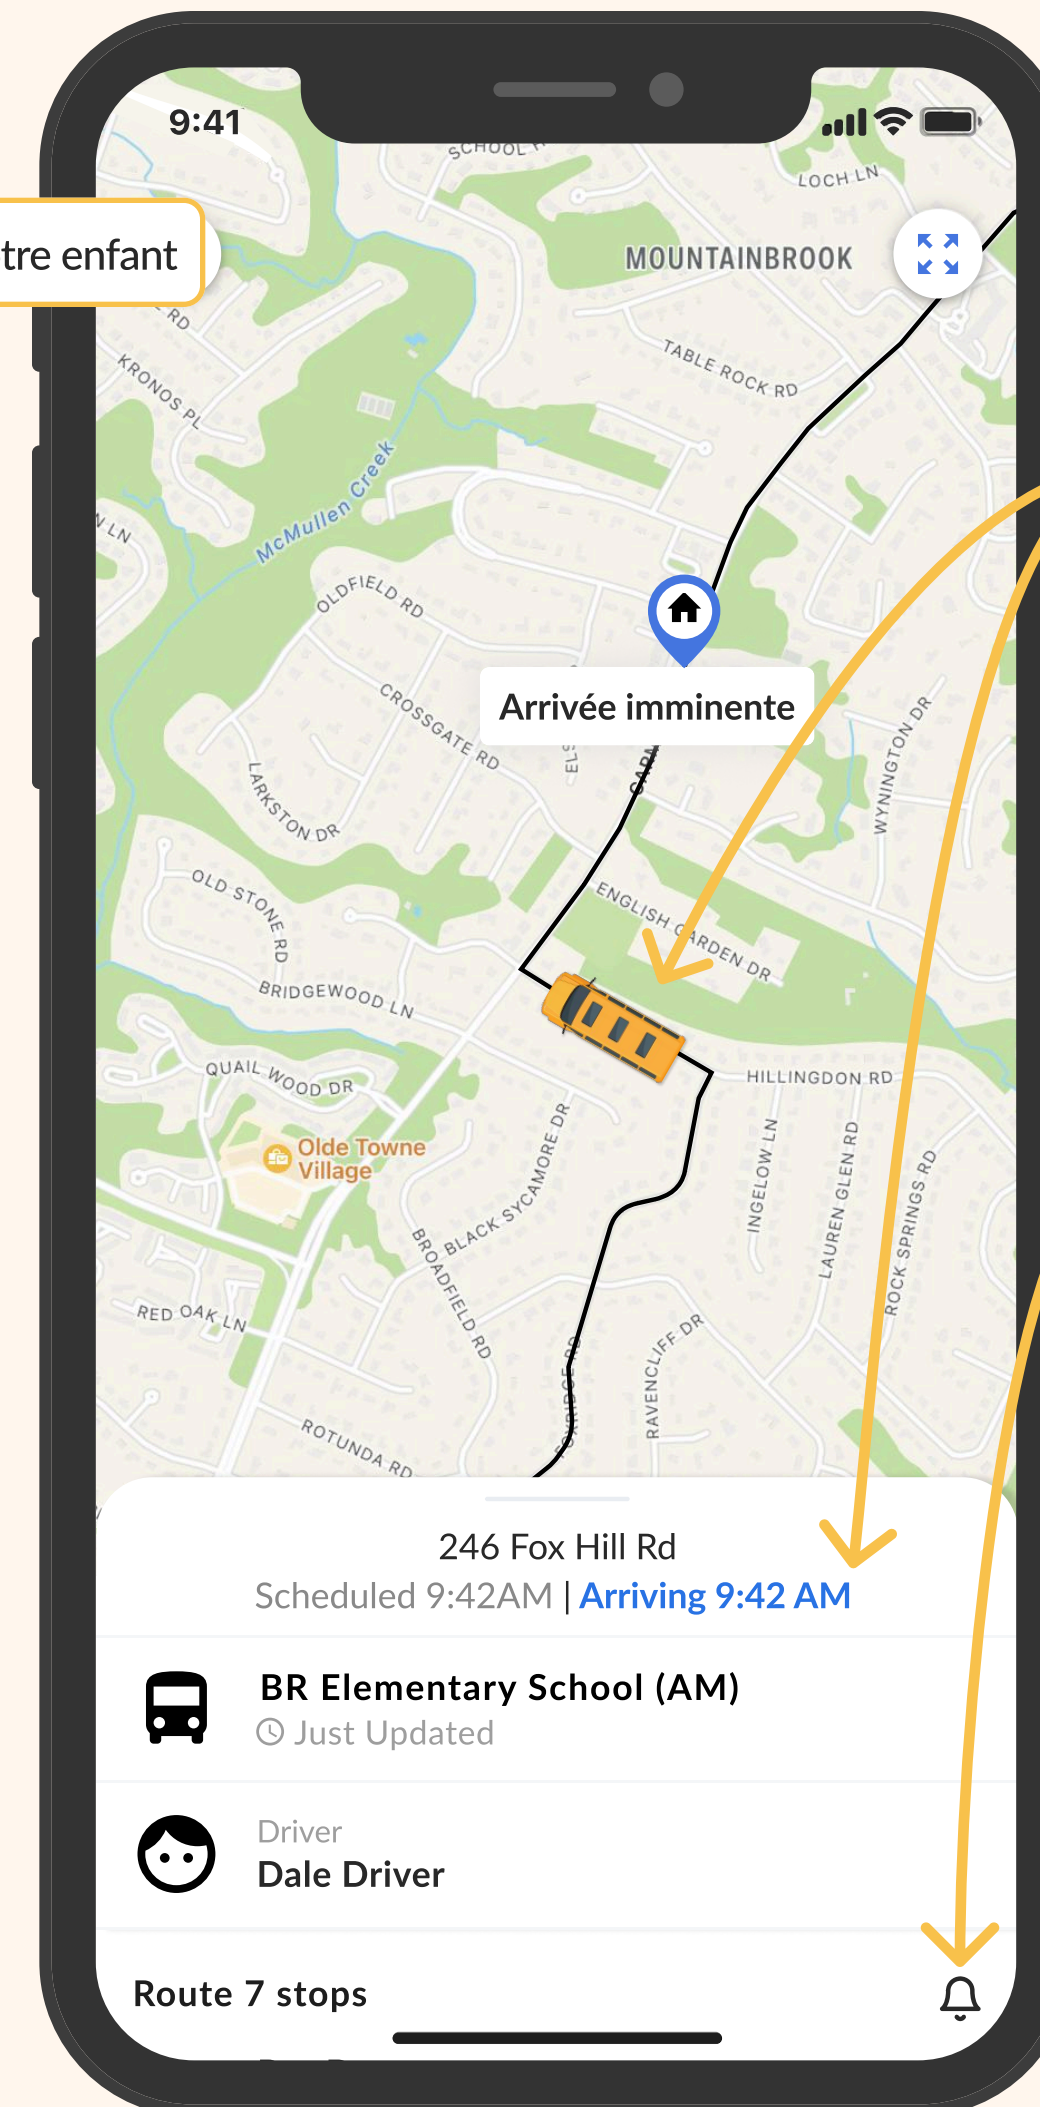 9:41
SCHOOL
LOCH LN
tre enfant
MOUNTAINBROOK
RD
TABLE ROCK RD
KRONOS PL
McMullen Creek
LN
OLDFIELD RD
Arrivée imminente
CROSSGATE RD
WYNINGTON DR
LARKSTON DR
OLD STONE RD
ENGLISH GARDEN DR
BRIDGEWOOD LN
QUAIL WOOD DR
HILLINGDON RD
Olde Towne
Village
BLACK SYCAMORE DR
INGELOW LN
LAUREN GLEN RD
ROCK SPRINGS RD
BROADFIELD RD
RED OAK LN
FOXRIDGE RD
RAVENCLIFF DR
ROTUNDA RD
246 Fox Hill Rd
Scheduled 9:42AM | Arriving 9:42 AM
BR Elementary School (AM)
Just Updated
Driver
Dale Driver
Route 7 stops